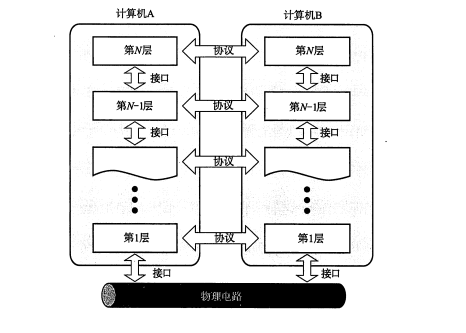 计算机A 计算机B
第N层 协议 第N层
接口 接口
第N-1层 协议 第N-1层
接口 接口
协议
第1层 协议 第1层
接口 接口
物理电路